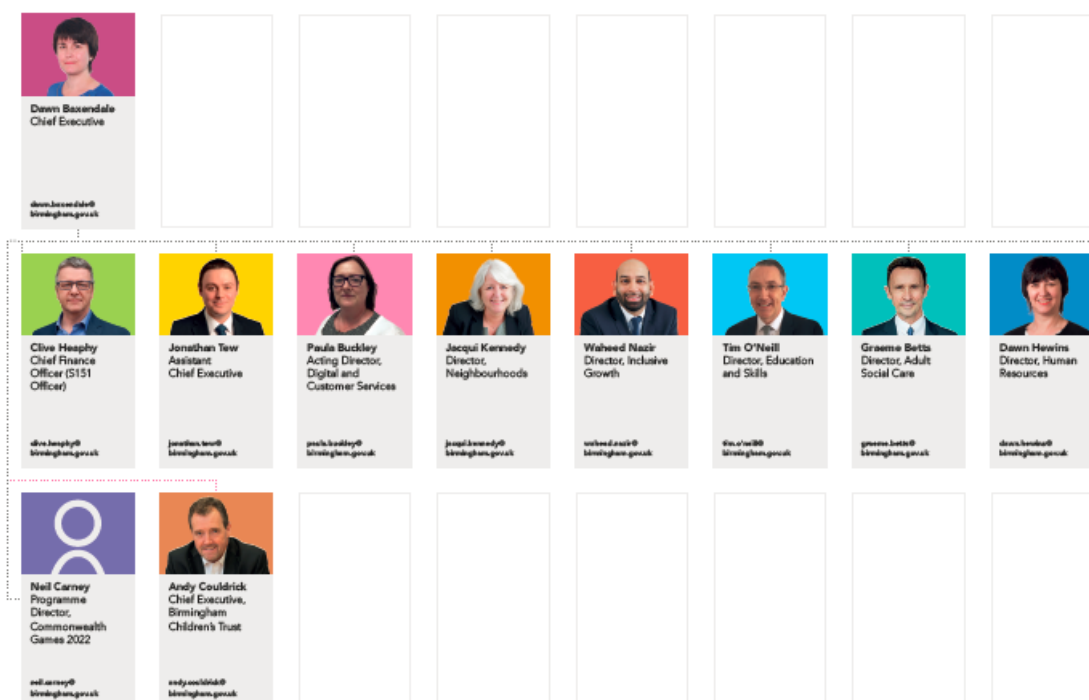 Dawn Baxendale
Chief Executive
dawn.baxendale@
birmingham.gov.uk
Clive Heaphy
Chief Finance
Officer (S151
Officer)
clive.heaphy@
birmingham.gov.uk
Jonathan Tew
Assistant
Chief Executive
jonathan.tew@
birmingham.gov.uk
Paula Buckley
Acting Director,
Digital and
Customer Services
paula.buckley@
birmingham.gov.uk
Jacqui Kennedy
Director,
Neighbourhoods
jacqui.kennedy@
birmingham.gov.uk
Waheed Nazir
Director, Inclusive
Growth
waheed.nazir@
birmingham.gov.uk
Tim O'Neill
Director, Education
and Skills
tim.o'neill@
birmingham.gov.uk
Graeme Betts
Director, Adult
Social Care
graeme.betts@
birmingham.gov.uk
Dawn Hewins
Director, Human
Resources
dawn.hewins@
birmingham.gov.uk
Neil Carney
Programme
Director,
Commonwealth
Games 2022
neil.carney@
birmingham.gov.uk
Andy Couldrick
Chief Executive,
Birmingham
Children's Trust
andy.couldrick@
birmingham.gov.uk